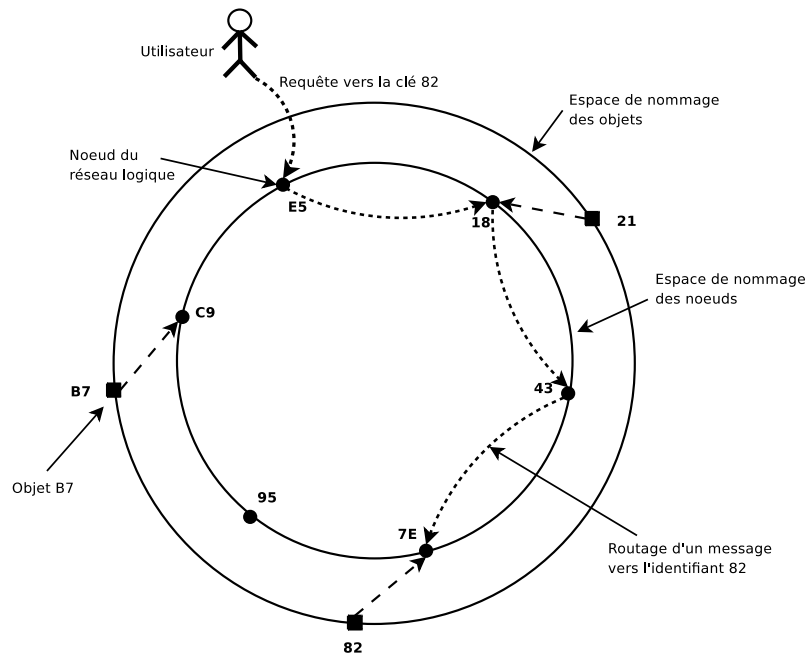 Utilisateur
Requête vers la clé 82
Espace de nommage
des objets
Noeud du
réseau logique
E5
18
21
Espace de nommage
des noeuds
C9
B7
43
Objet B7
95
7E
Routage d'un message
vers l'identifiant 82
82